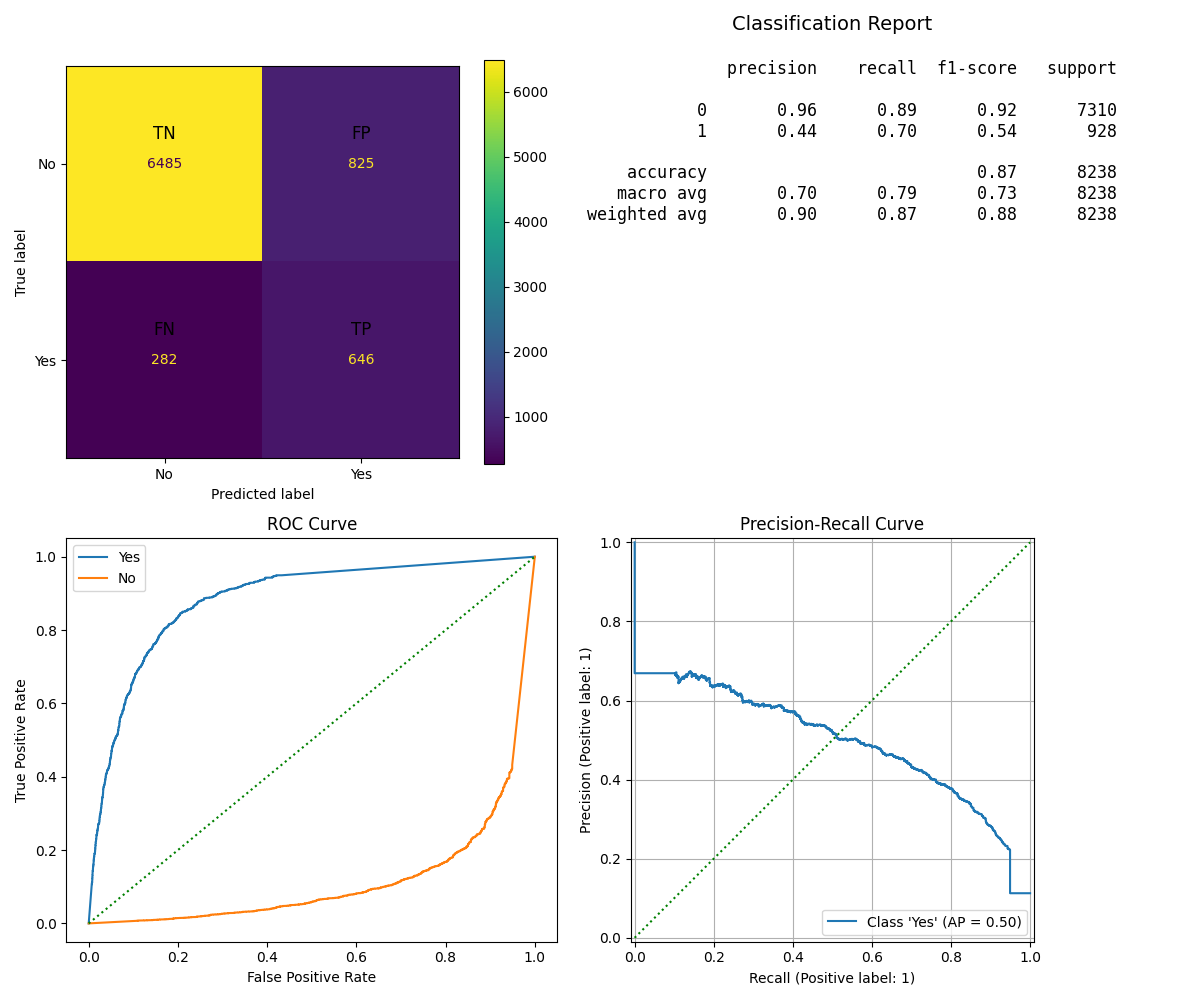 Classification Report
precision recall f1-score support
0 0.96 0.89 0.92 7310
1 0.44 0.70 0.54 928
accuracy 0.87 8238
macro avg 0.70 0.79 0.73 8238
weighted avg 0.90 0.87 0.88 8238
TN
6485
FP
825
FN
282
TP
646
No
Yes
True label
No Yes
Predicted label
6000
5000
4000
3000
2000
1000
ROC Curve
Yes
No
1.0
0.8
0.6
0.4
0.2
0.0
True Positive Rate
0.0 0.2 0.4 0.6 0.8 1.0
False Positive Rate
Precision-Recall Curve
1.0
0.8
0.6
0.4
0.2
0.0
Precision (Positive label: 1)
Class 'Yes' (AP = 0.50)
0.0 0.2 0.4 0.6 0.8 1.0
Recall (Positive label: 1)